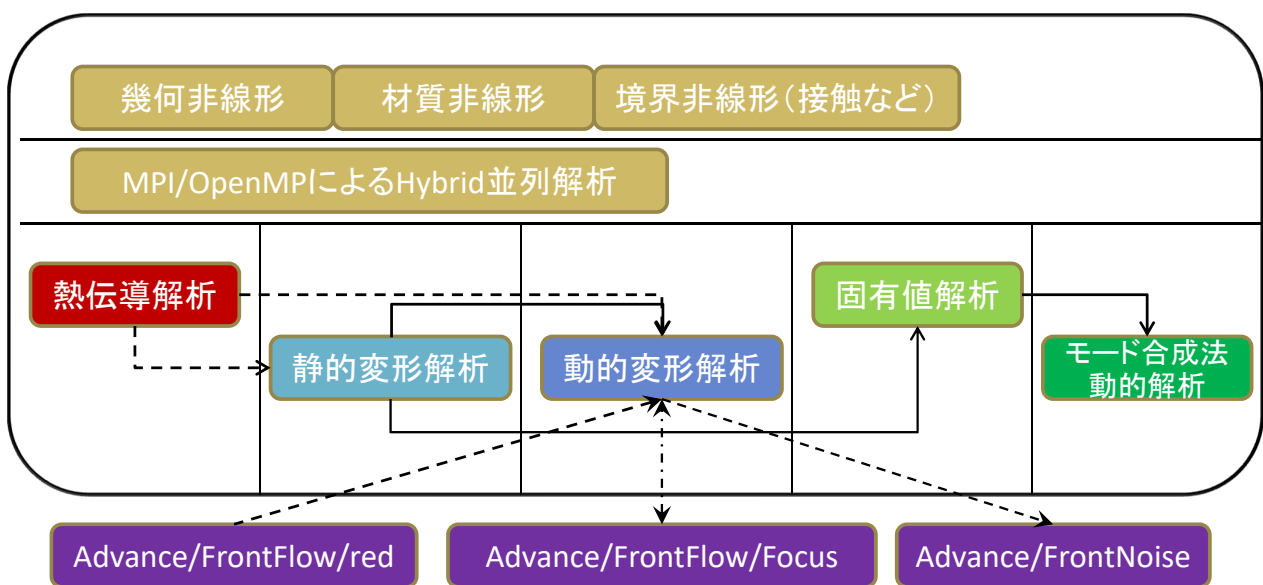 幾何非線形
材質非線形
境界非線形（接触など）
MPI/OpenMPによるHybrid並列解析
熱伝導解析
固有値解析
静的変形解析
動的変形解析
モード合成法
動的解析
Advance/FrontFlow/red
Advance/FrontFlow/Focus
Advance/FrontNoise